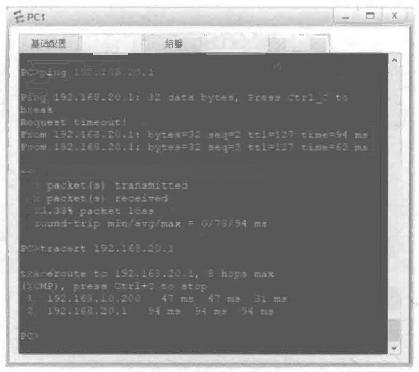 PC1
基础配置
组播
PC>ping 192.168.20.1
Ping 192.168.20.1: 32 data bytes, Press Ctrl_C to
break
Request timeout!
From 192.168.20.1: bytes=32 seq=2 ttl=127 time=94 ms
From 192.168.20.1: bytes=32 seq=3 ttl=127 time=62 ms
packet(s) transmitted
packet(s) received
33.33% packet loss
round-trip min/avg/max = 0/78/94 ms
PC>tracert 192.168.20.1
traceroute to 192.168.20.1, 8 hops max
(ICMP), press Ctrl+C to stop
1 192.168.10.200 47 ms 47 ms 31 ms
2 192.168.20.1 94 ms 94 ms 94 ms
PC>